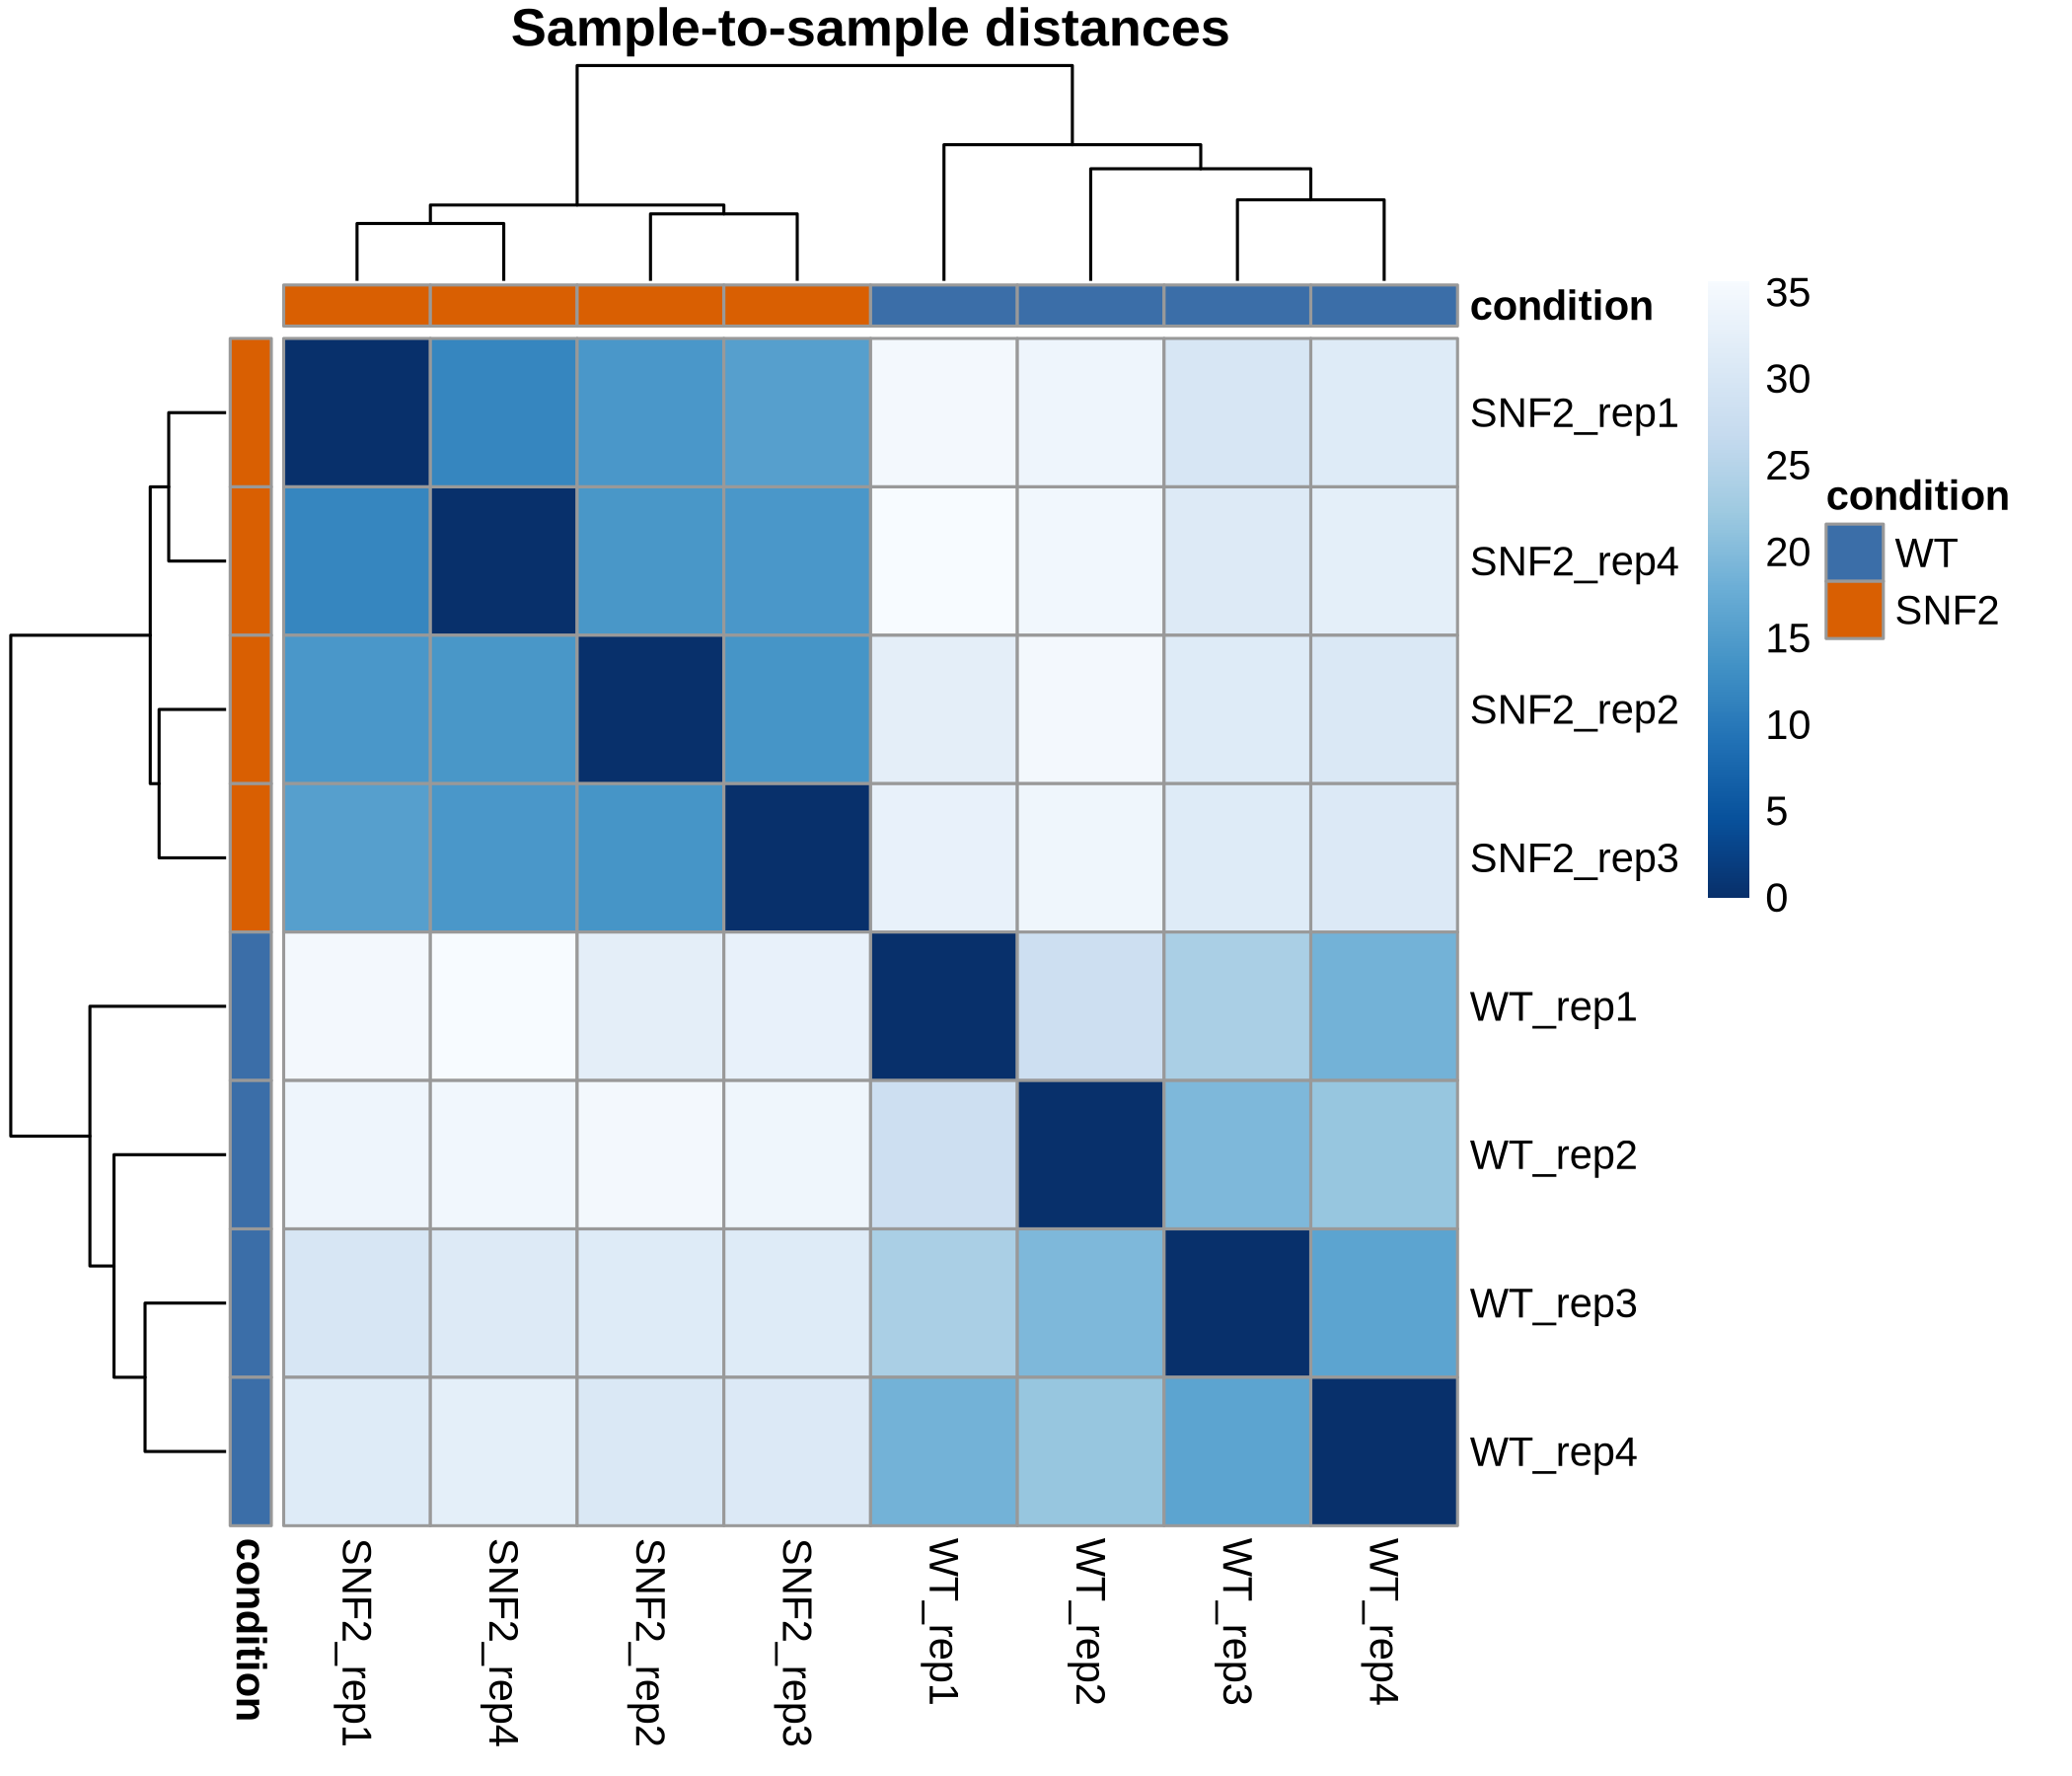 Sample-to-sample distances
condition
SNF2_rep1
SNF2_rep4
SNF2_rep2
SNF2_rep3
WT_rep1
WT_rep2
WT_rep3
WT_rep4
35
30
25
20
15
10
5
0
condition
WT
SNF2
condition
SNF2_rep1
SNF2_rep4
SNF2_rep2
SNF2_rep3
WT_rep1
WT_rep2
WT_rep3
WT_rep4